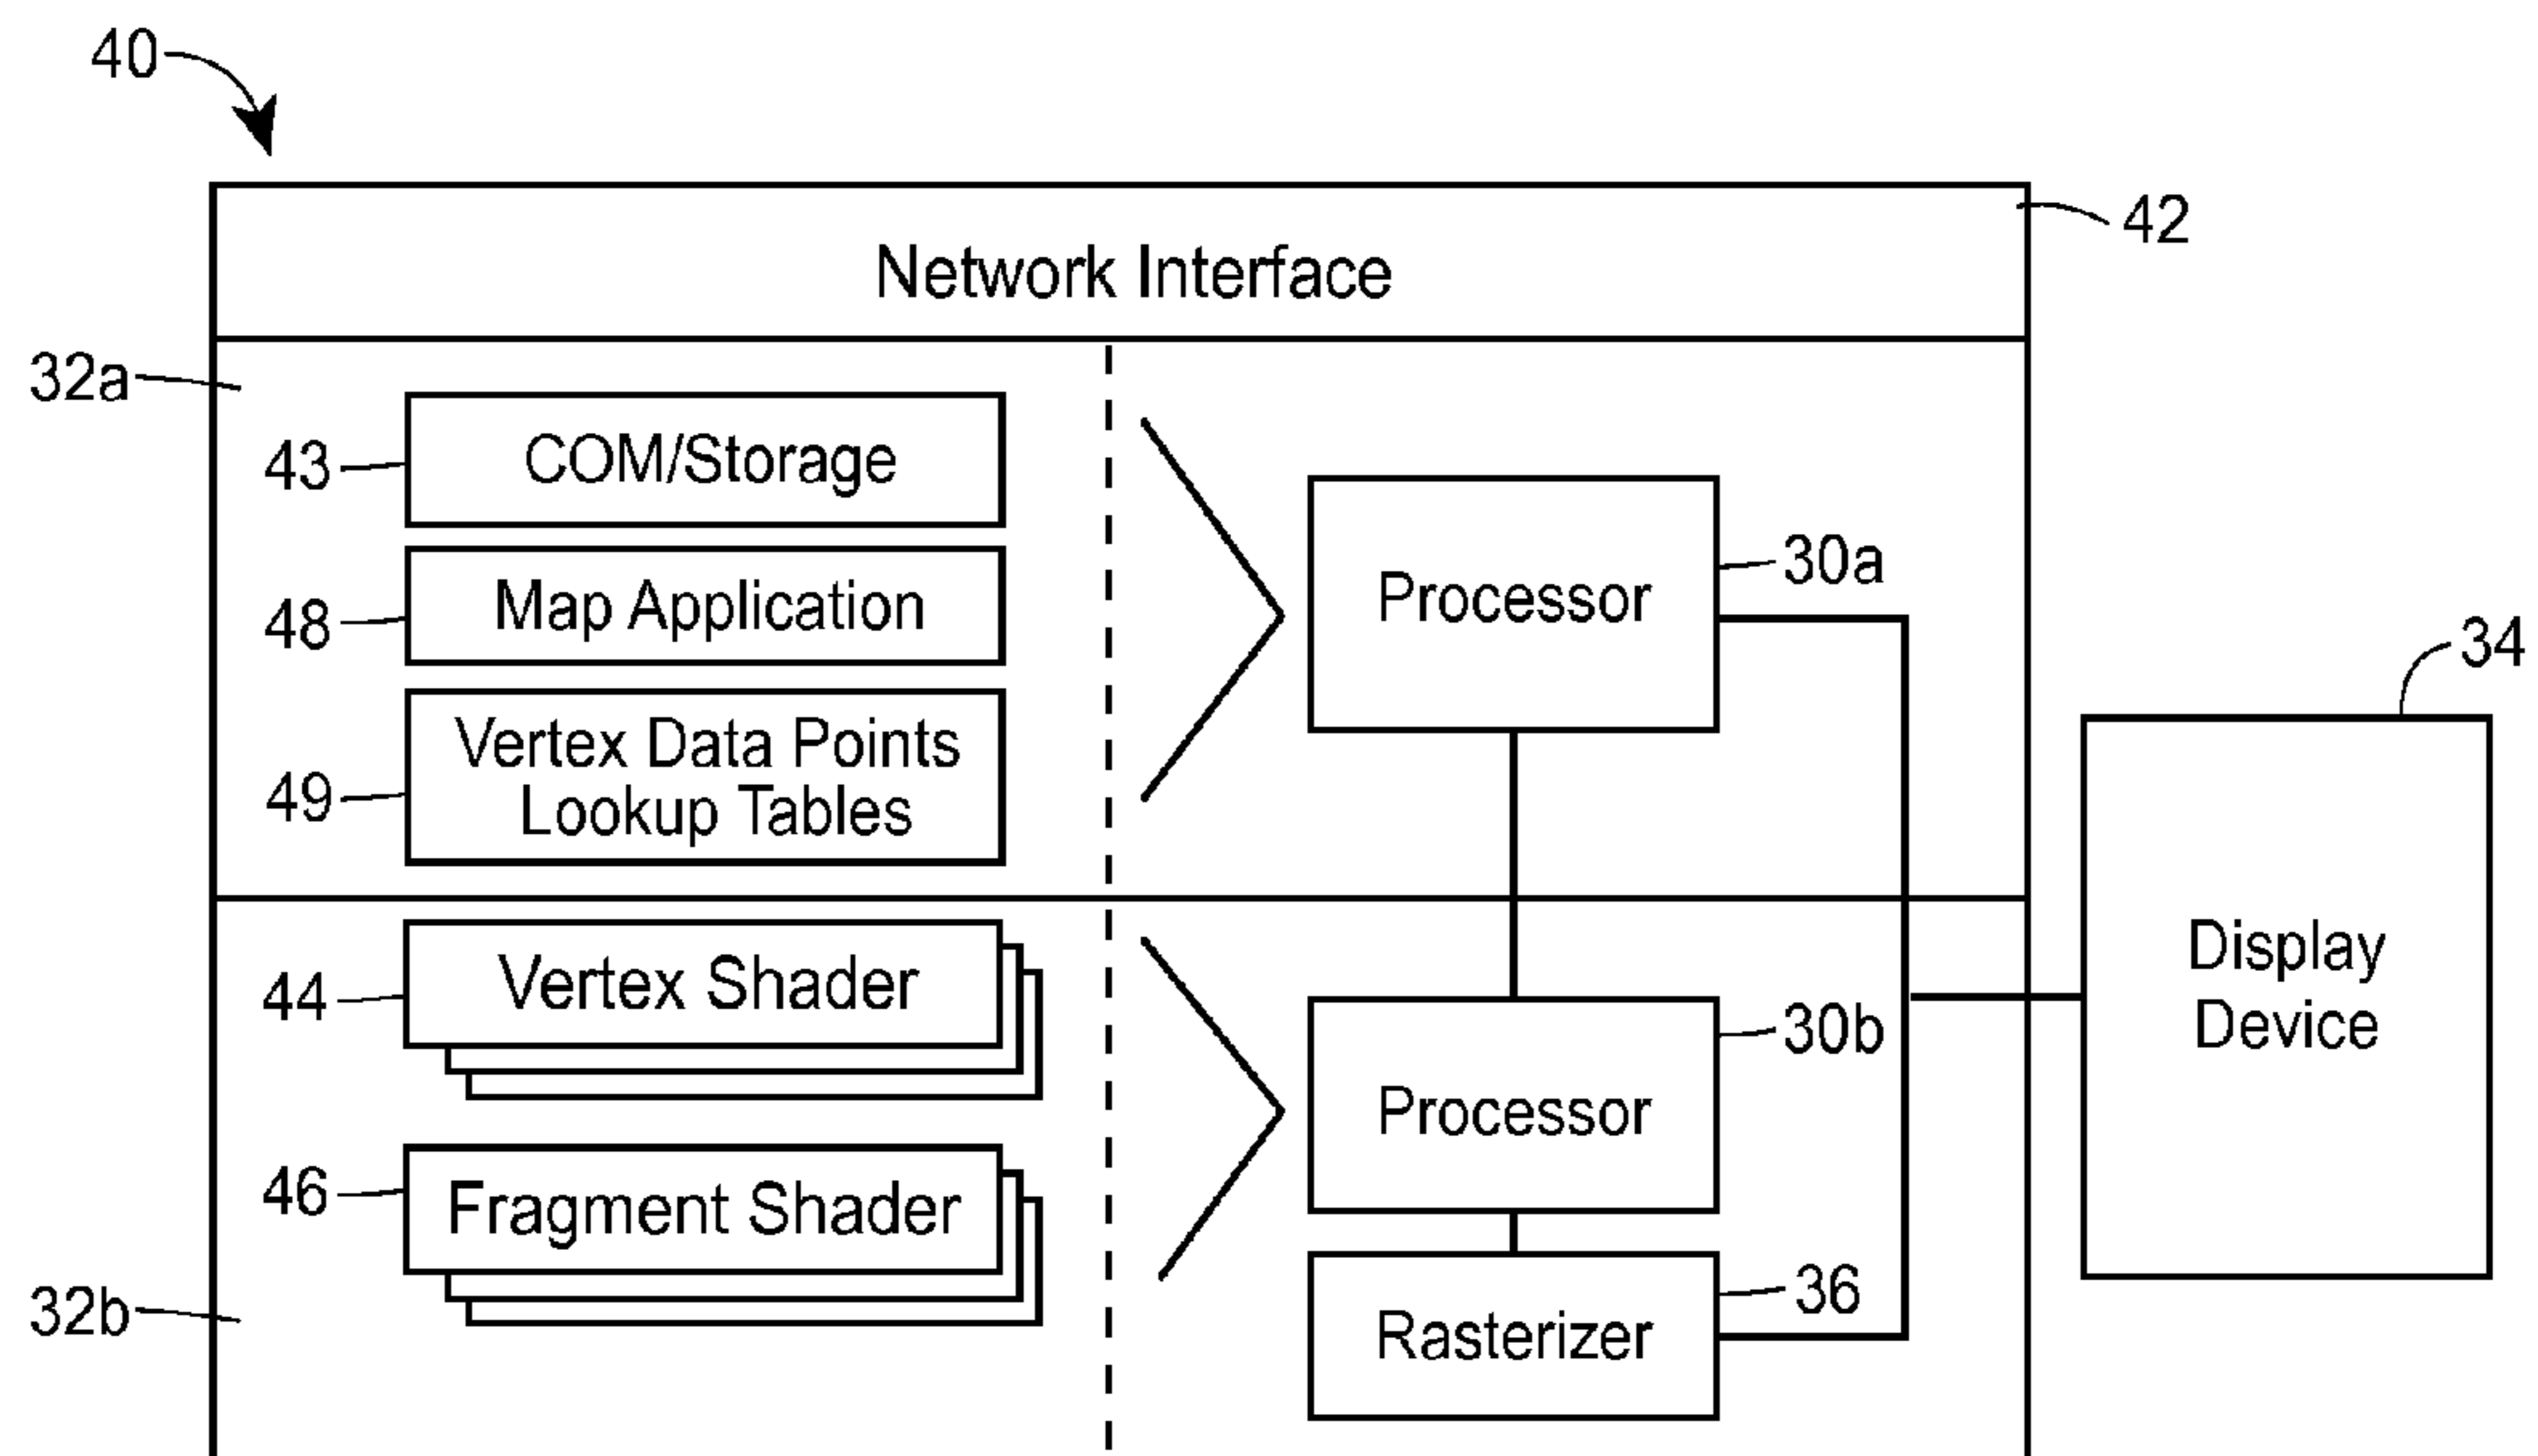 40
42
Network Interface
32a
43
COM/Storage
48
Map Application
49
Vertex Data Points
Lookup Tables
Processor
30a
34
Display
Device
44
Vertex Shader
30b
Processor
46
Fragment Shader
32b
36
Rasterizer